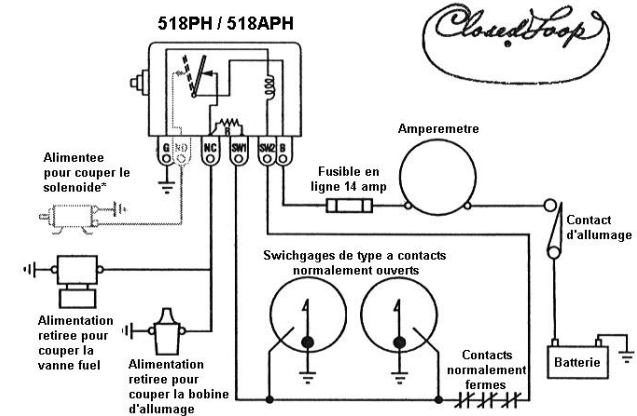 518PH / 518APH
Closed Loop
G
NO
NC
SW1
SW2
B
R
Alimentee
pour couper le
solenoide*
Amperemetre
Fusible en
ligne 14 amp
Contact
d'allumage
Swichgages de type a contacts
normalement ouverts
Alimentation
retiree pour
couper la
vanne fuel
Alimentation
retiree pour
couper la bobine
d'allumage
Contacts
normalement
fermes
Batterie